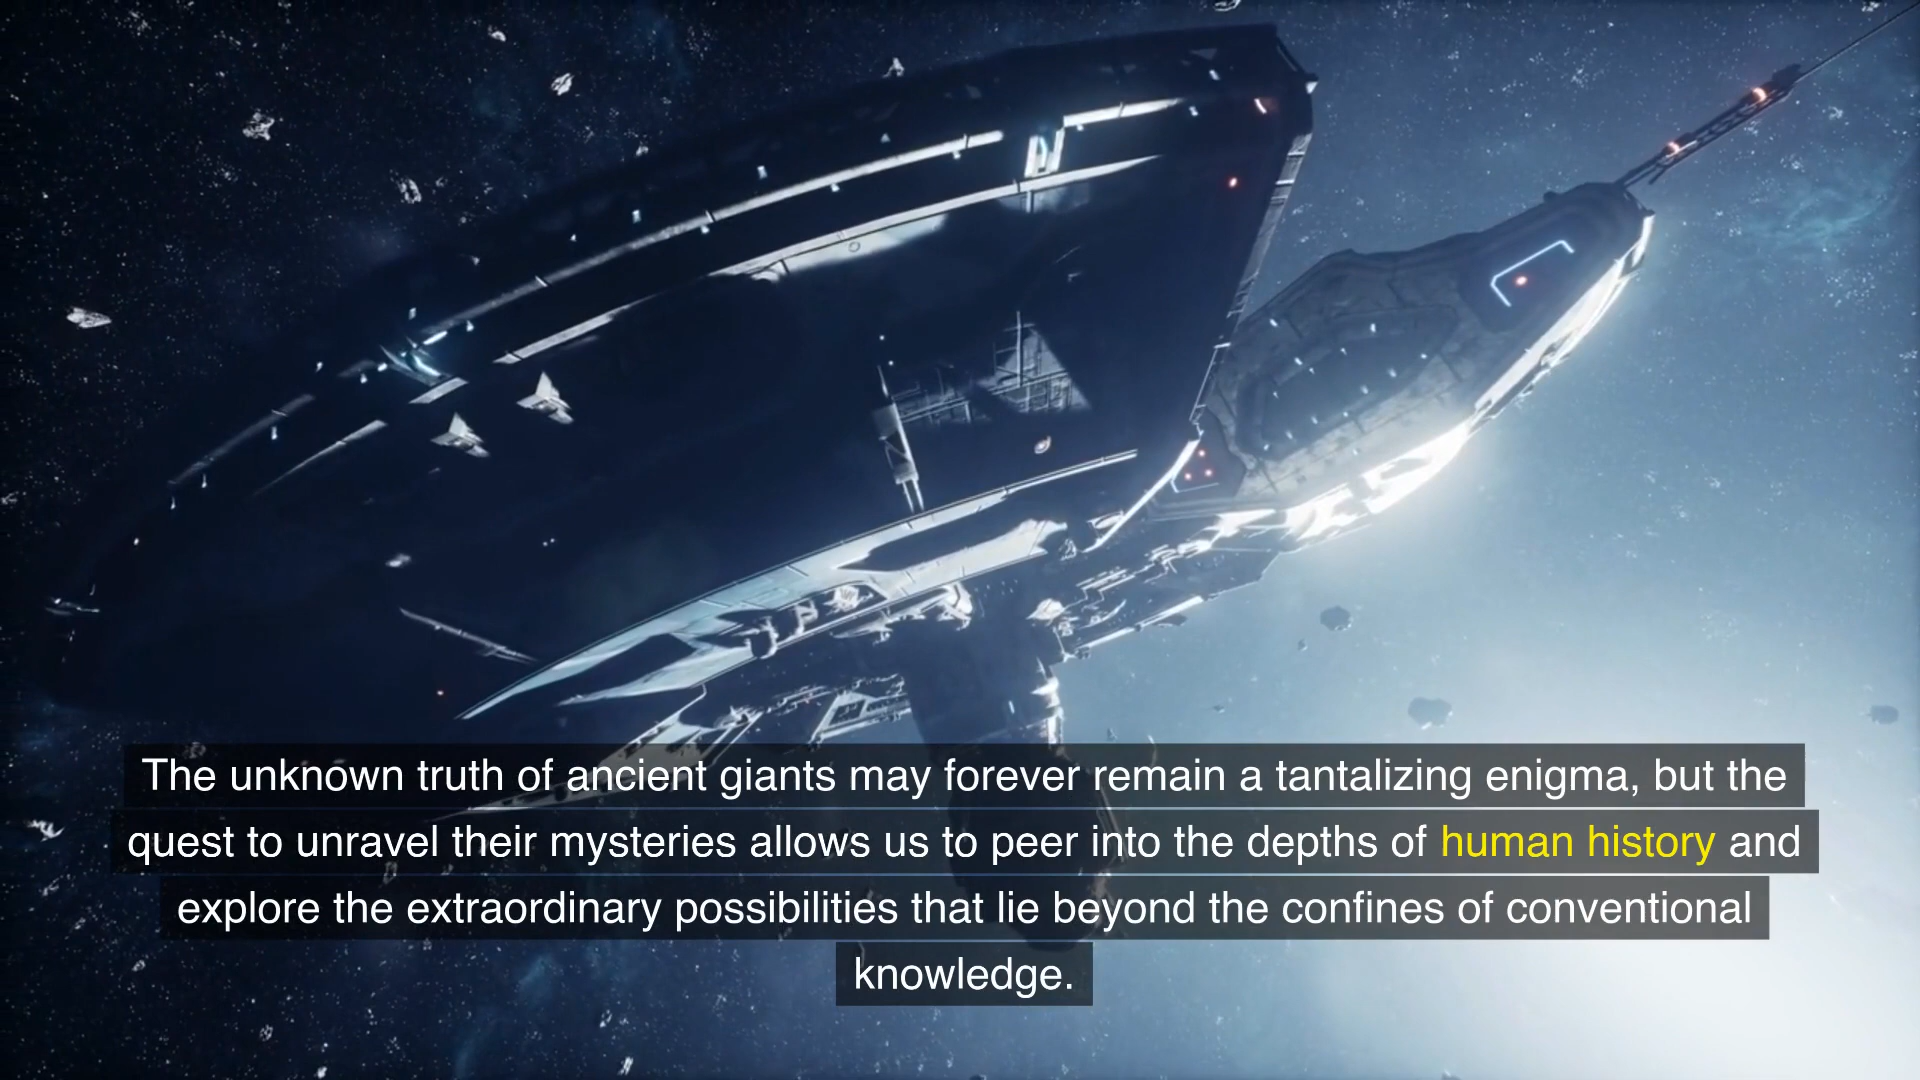 The unknown truth of ancient giants may forever remain a tantalizing enigma, but the
quest to unravel their mysteries allows us to peer into the depths of human history and
explore the extraordinary possibilities that lie beyond the confines of conventional
knowledge.